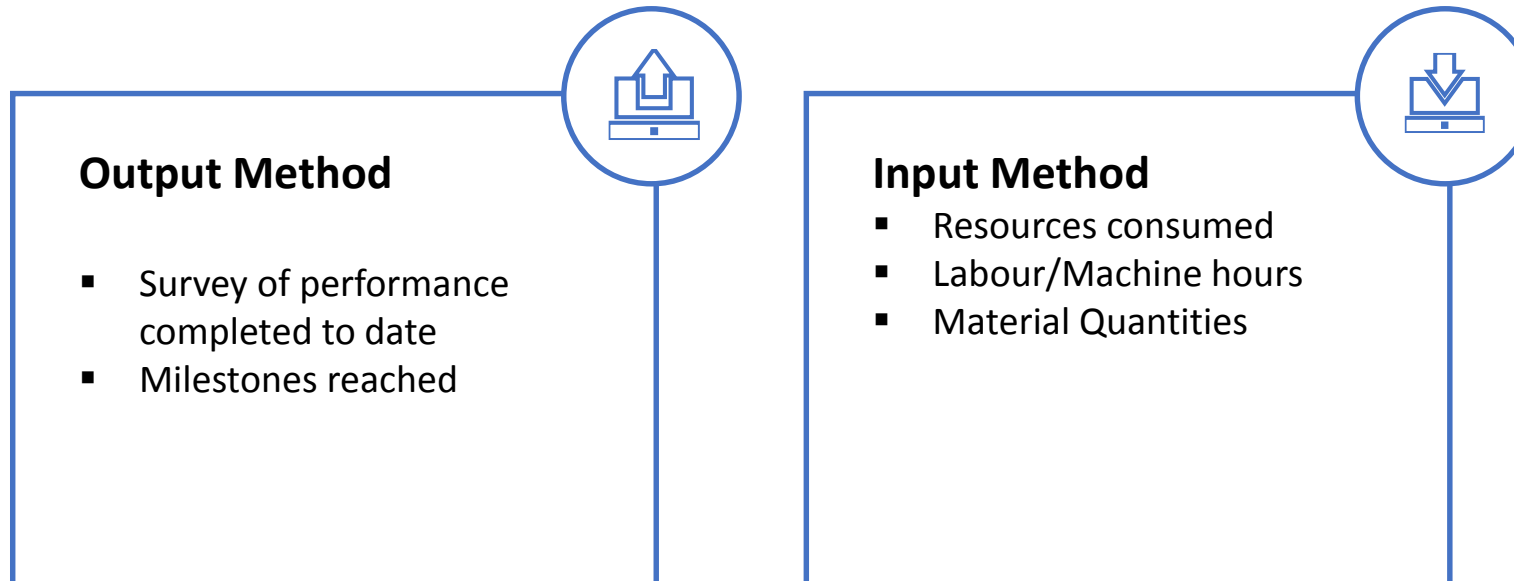 Output Method
▪ Survey of performance
completed to date
▪ Milestones reached
Input Method
▪ Resources consumed
▪ Labour/Machine hours
▪ Material Quantities